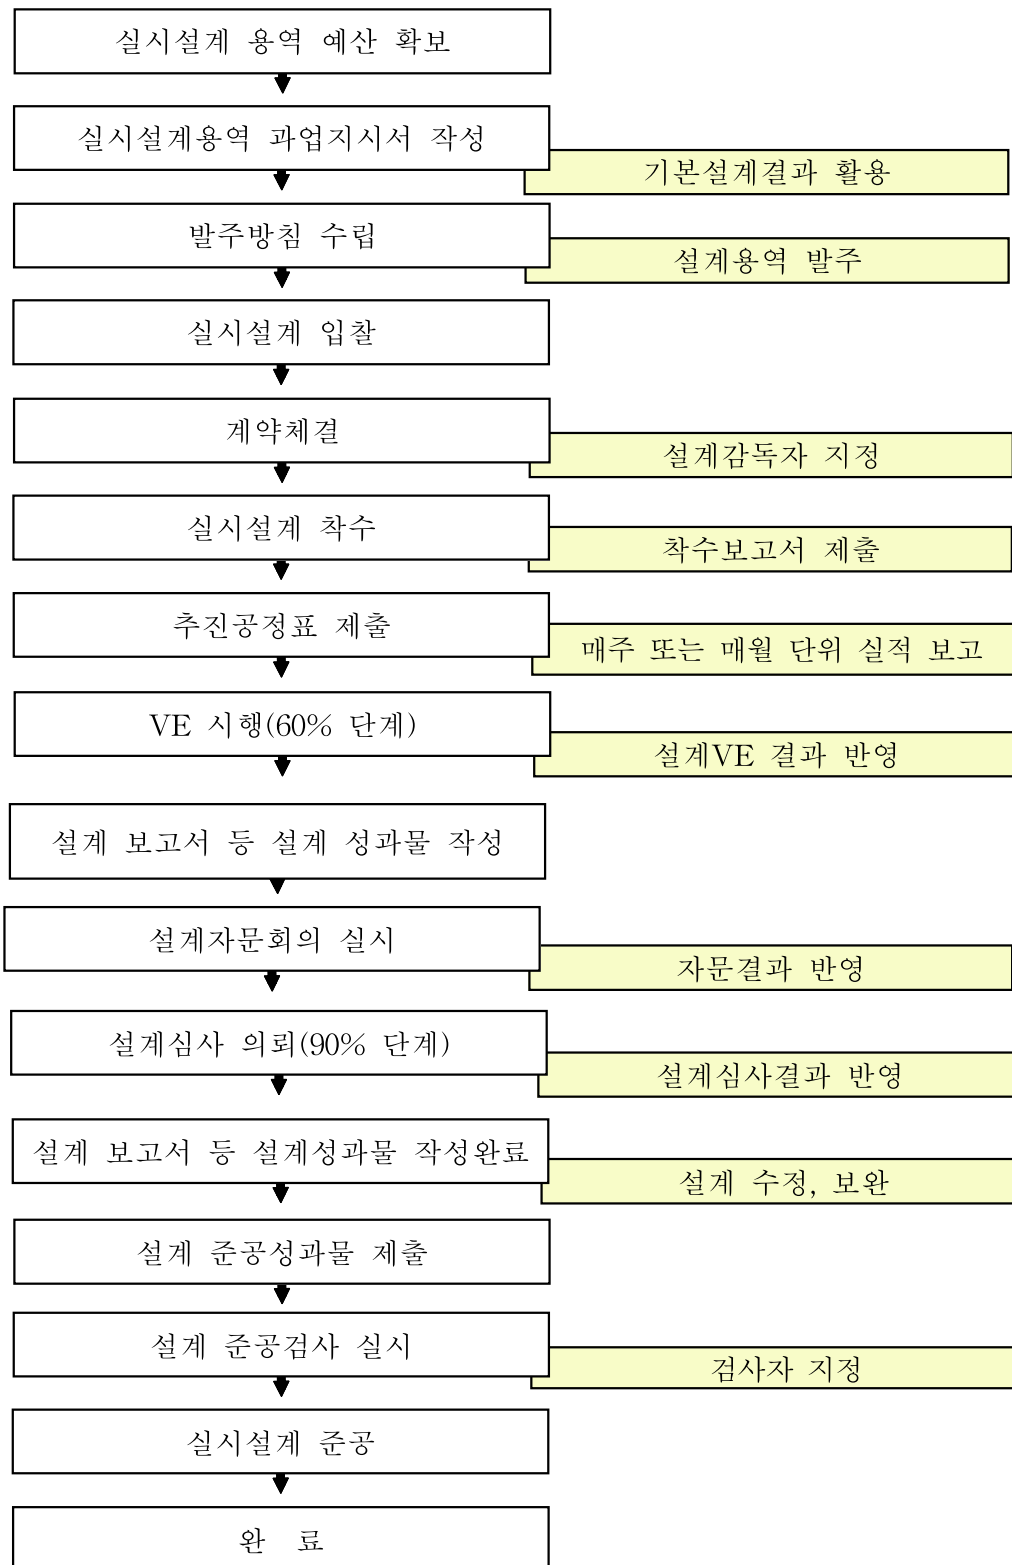 실시설계 용역 예산 확보
실시설계용역 과업지시서 작성
기본설계결과 활용
발주방침 수립
설계용역 발주
실시설계 입찰
계약체결
설계감독자 지정
실시설계 착수
착수보고서 제출
추진공정표 제출
매주 또는 매월 단위 실적 보고
VE 시행(60% 단계)
설계VE 결과 반영
설계 보고서 등 설계 성과물 작성
설계자문회의 실시
자문결과 반영
설계심사 의뢰(90% 단계)
설계심사결과 반영
설계 보고서 등 설계성과물 작성완료
설계 수정, 보완
설계 준공성과물 제출
설계 준공검사 실시
검사자 지정
실시설계 준공
완 료